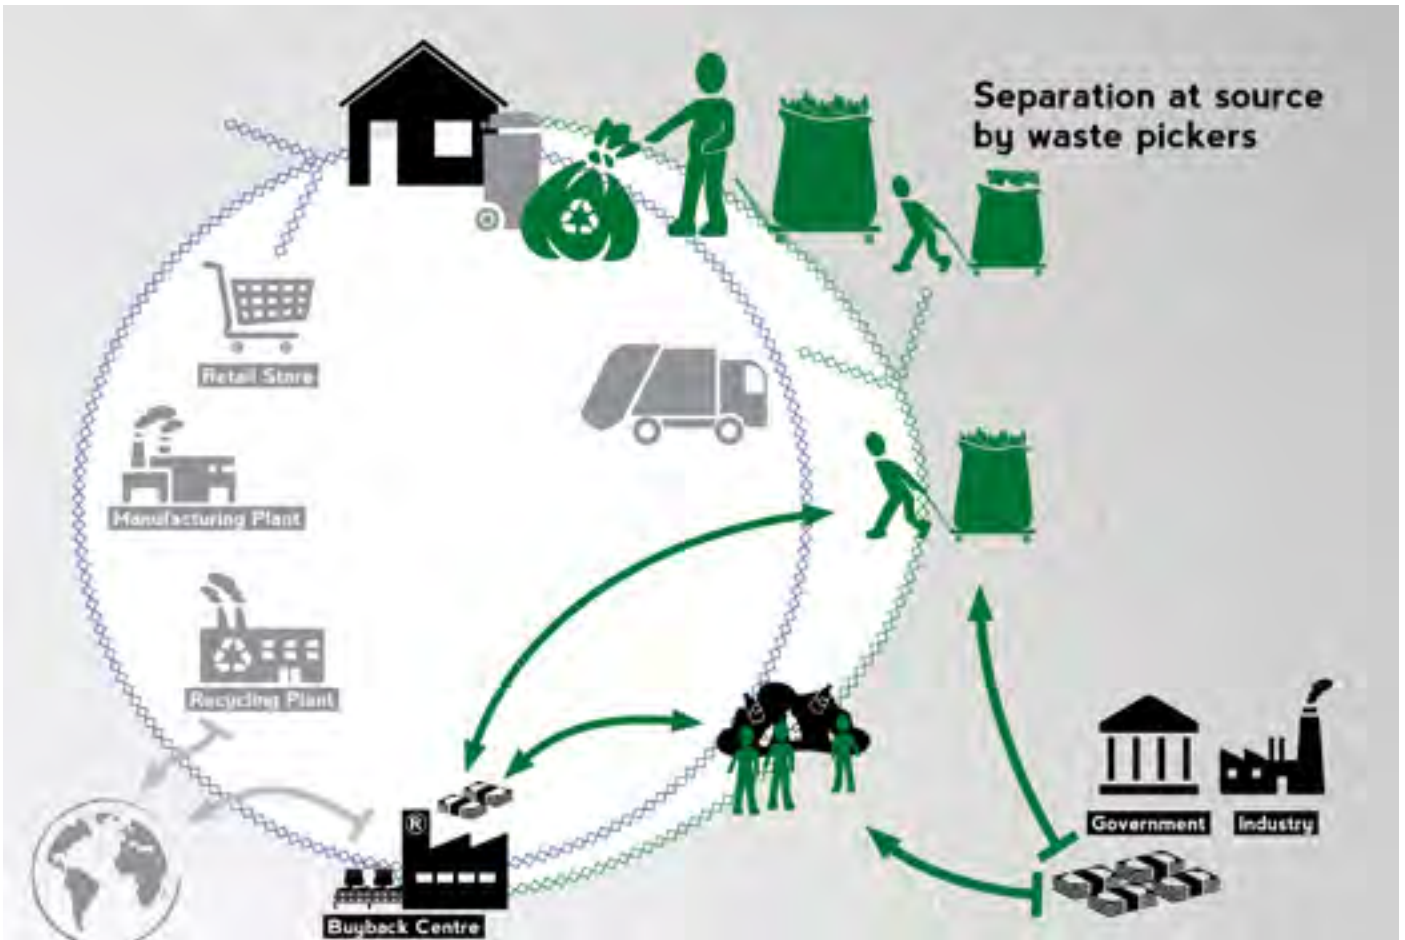 Separation at source
by waste pickers
Retail Store
Manufacturing Plant
Recycling Plant
Government
Industry
®
Buyback Centre